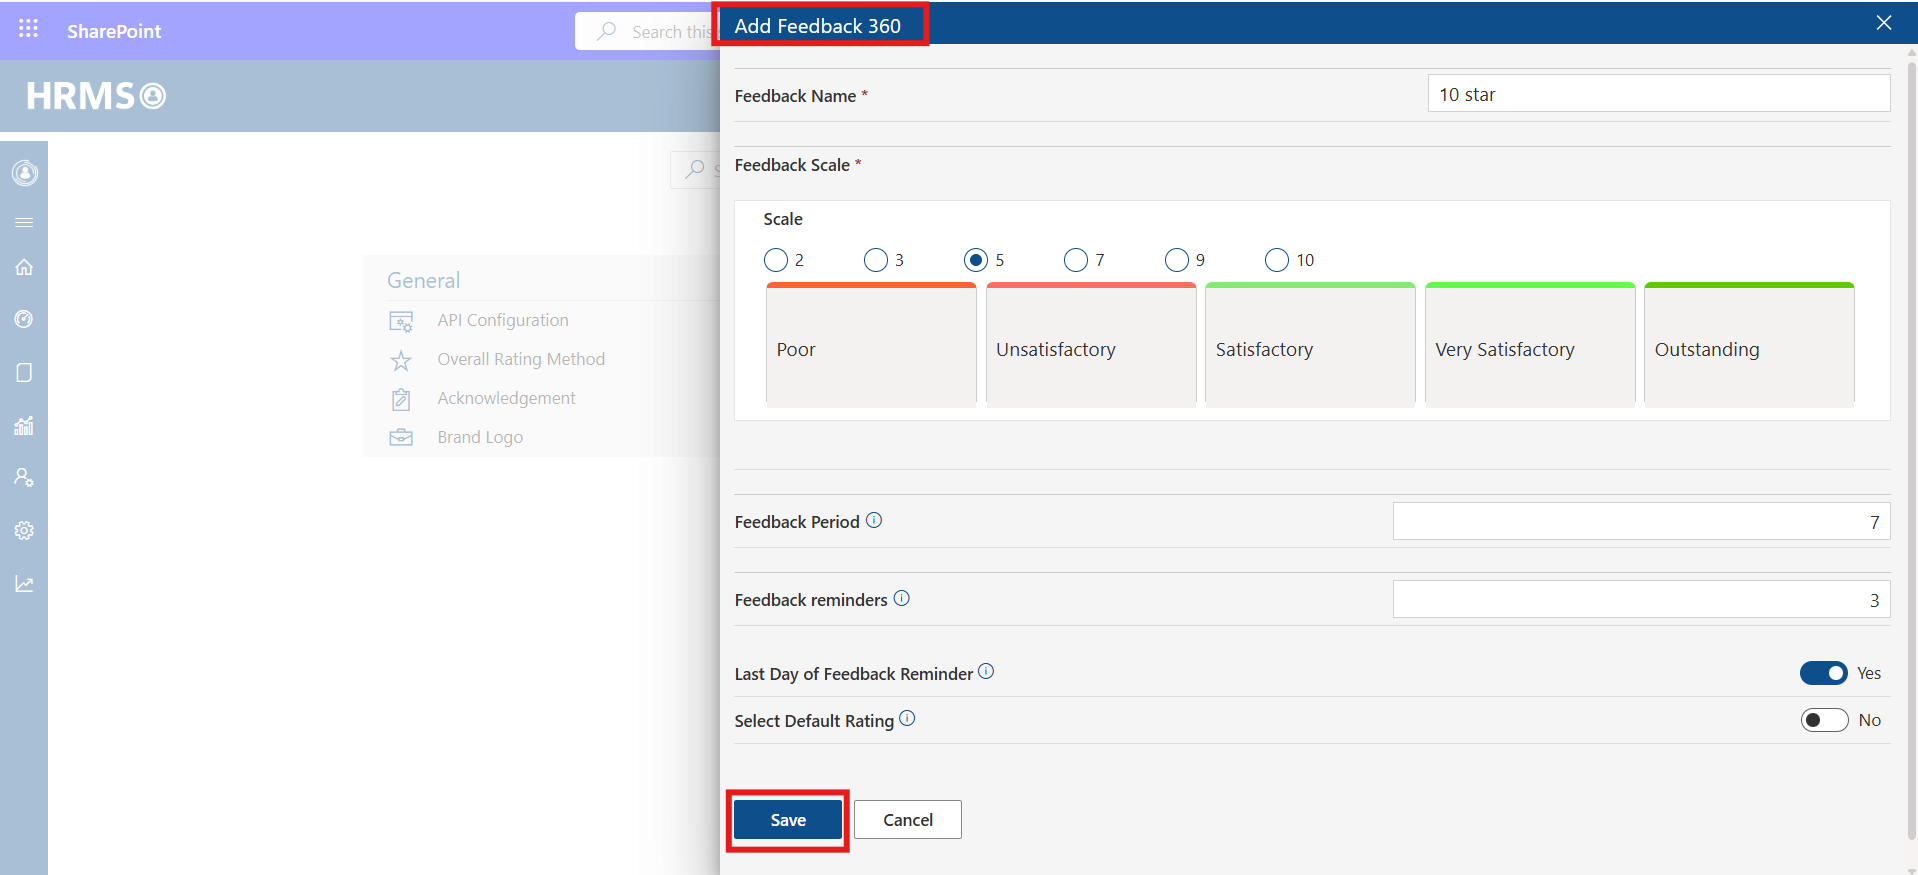 SharePoint
Search this
Add Feedback 360
HRMS
Feedback Name *
10 star
Feedback Scale *
S
Scale
2 3 5 7 9 10
General
API Configuration
Overall Rating Method
Acknowledgement
Brand Logo
Poor Unsatisfactory Satisfactory Very Satisfactory Outstanding
Feedback Period
7
Feedback reminders
3
Last Day of Feedback Reminder
Yes
Select Default Rating
No
Save Cancel